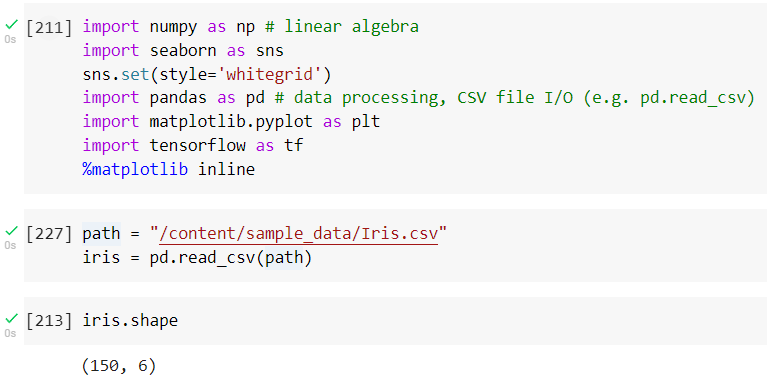 [211] import numpy as np # linear algebra
import seaborn as sns
sns.set(style='whitegrid')
import pandas as pd # data processing, CSV file I/O (e.g. pd.read_csv)
import matplotlib.pyplot as plt
import tensorflow as tf
%matplotlib inline
0s
[227] path = "/content/sample_data/Iris.csv"
iris = pd.read_csv(path)
0s
[213] iris.shape
0s
(150, 6)